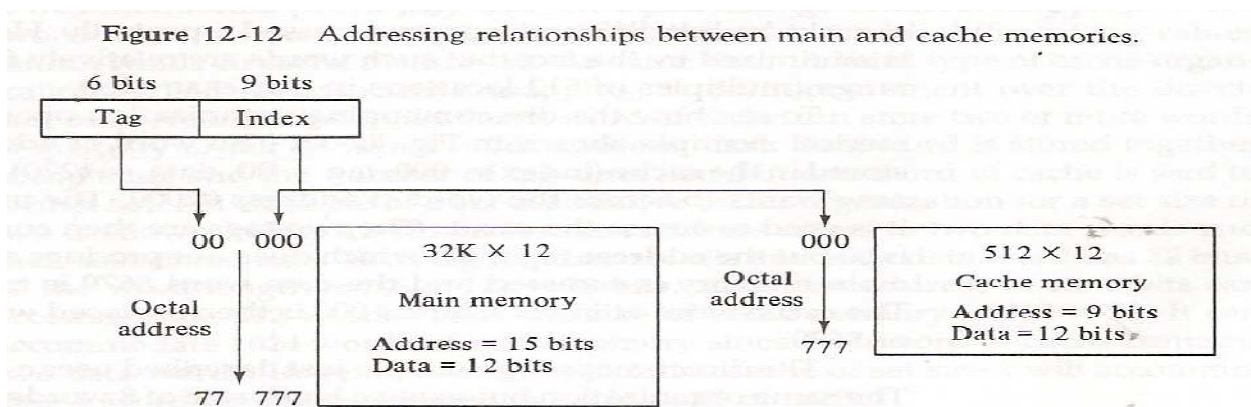 Figure 12-12 Addressing relationships between main and cache memories.
6 bits 9 bits
Tag Index
00 000
Octal
address
77 777
32K × 12
Main memory
Address = 15 bits
Data = 12 bits
000
Octal
address
777
512 × 12
Cache memory
Address = 9 bits
Data = 12 bits